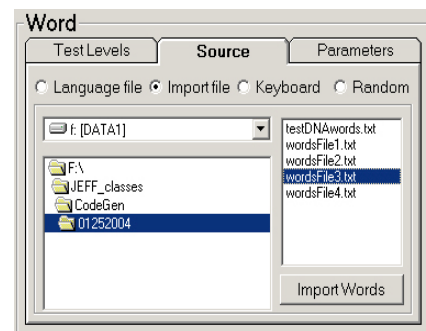 Word
Test Levels Source Parameters
Language file Import file Keyboard Random
f: [DATA1]
F:\
JEFF_classes
CodeGen
01252004
testDNAwords.txt
wordsFile1.txt
wordsFile2.txt
wordsFile3.txt
wordsFile4.txt
Import Words